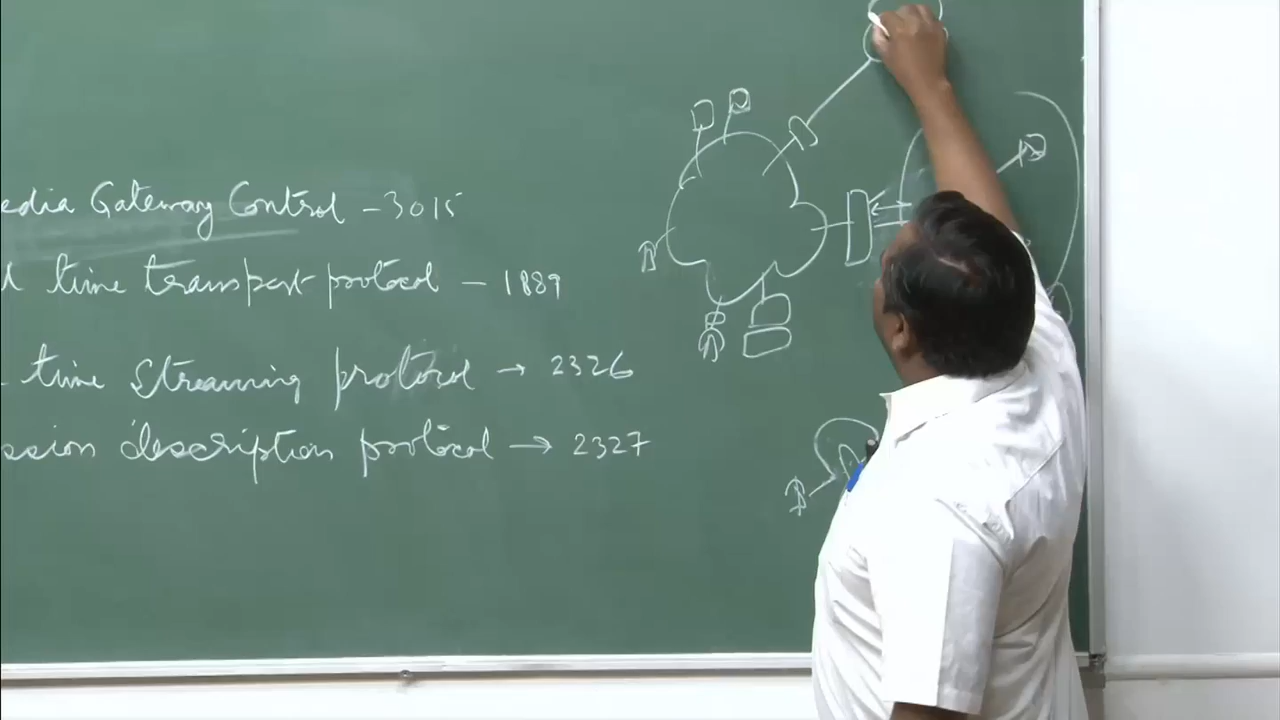 edia Gateway Control - 3015
l time transport protocol - 1889
time streaming protocol → 2326
ssion description protocol → 2327